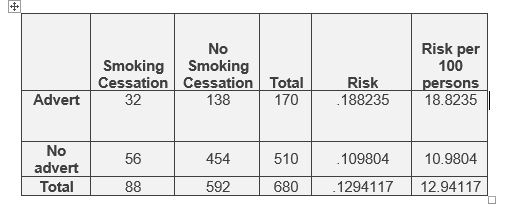 Smoking Cessation No Smoking Cessation Total Risk Risk per 100 persons
Advert 32 138 170 .188235 18.8235
No advert 56 454 510 .109804 10.9804
Total 88 592 680 .1294117 12.94117